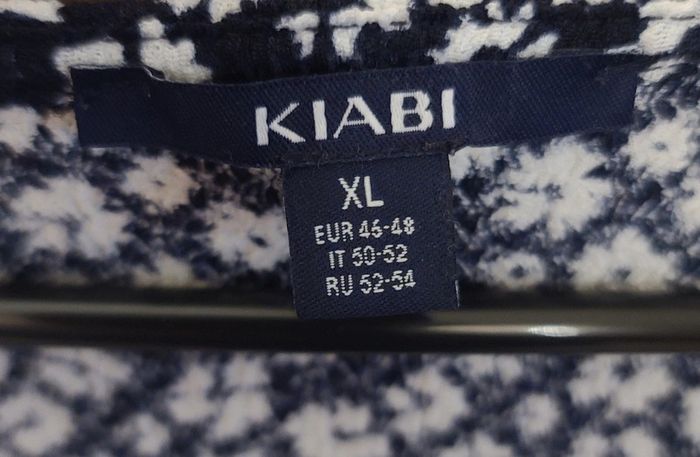 KIABI
XL
EUR 46-48
IT 50-52
RU 52-54